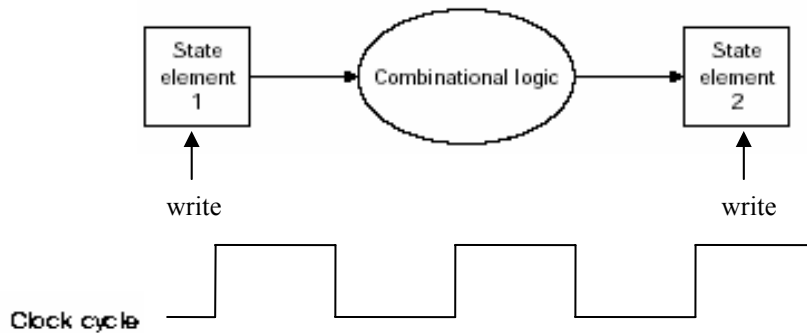 State
element
1
Combinational logic
State
element
2
write
write
Clock cycle